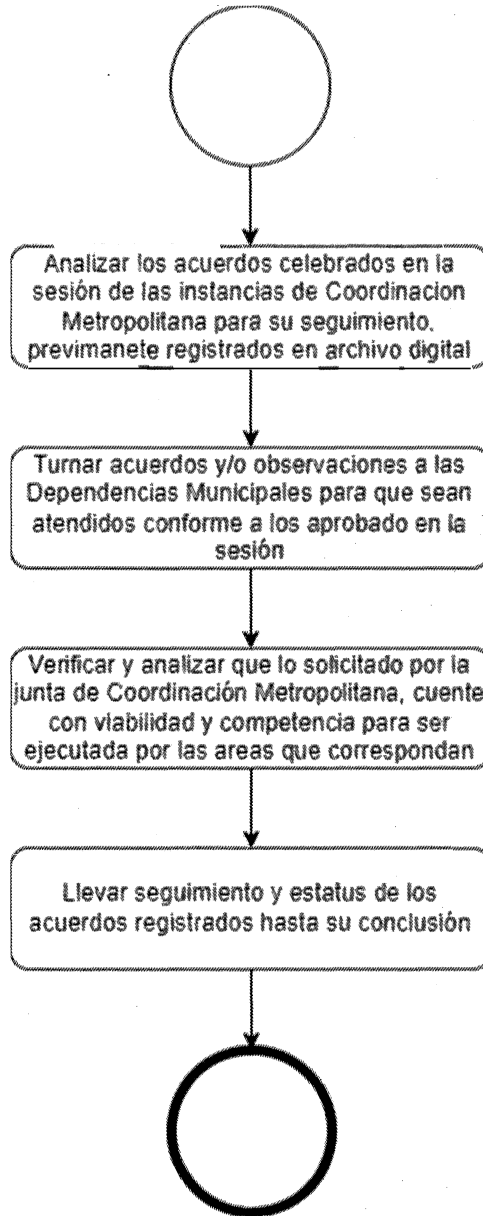 Analizar los acuerdos celebrados en la
sesión de las instancias de Coordinacion
Metropolitana para su seguimiento.
previmanete registrados en archivo digital
Turnar acuerdos y/o observaciones a las
Dependencias Municipales para que sean
atendidos conforme a los aprobado en la
sesión
Verificar y analizar que lo solicitado por la
junta de Coordinación Metropolitana, cuente
con viabilidad y competencia para ser
ejecutada por las areas que correspondan
Llevar seguimiento y estatus de los
acuerdos registrados hasta su conclusión